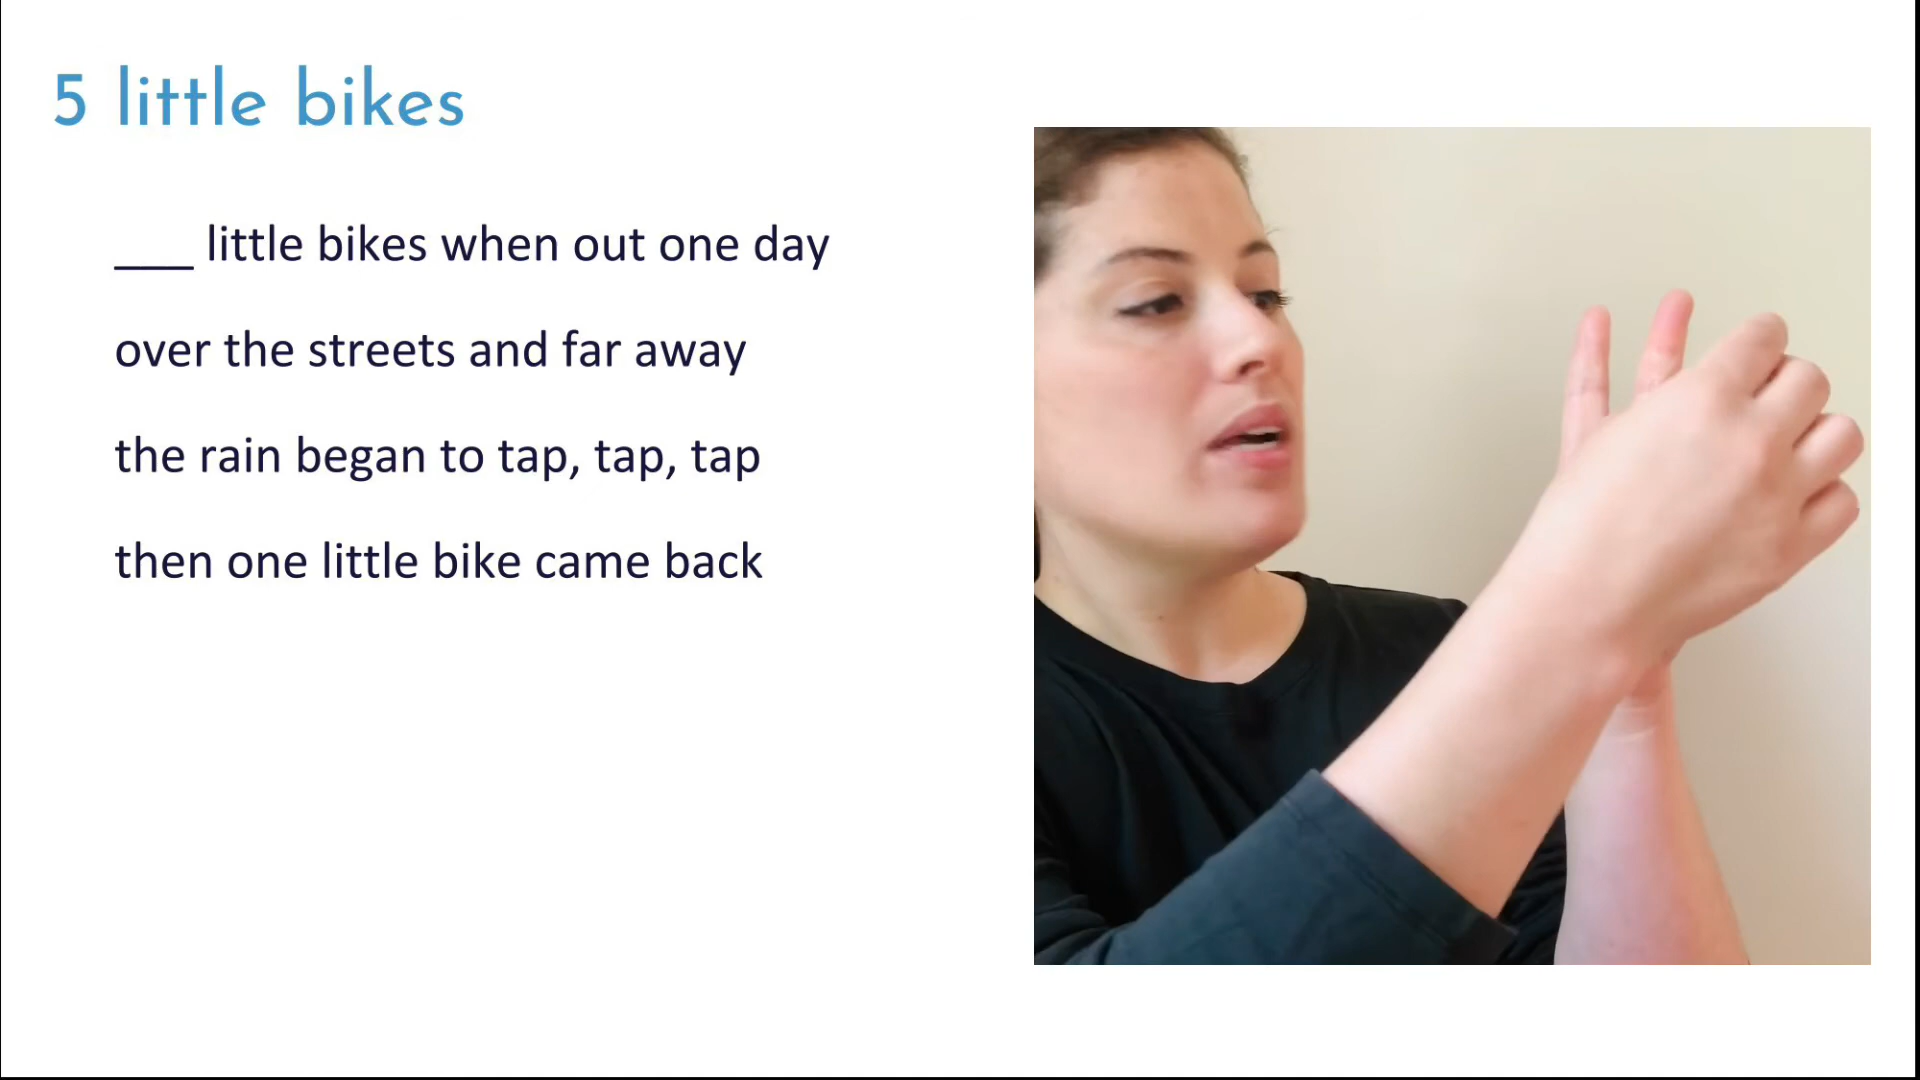 5 little bikes
___ little bikes when out one day
over the streets and far away
the rain began to tap, tap, tap
then one little bike came back